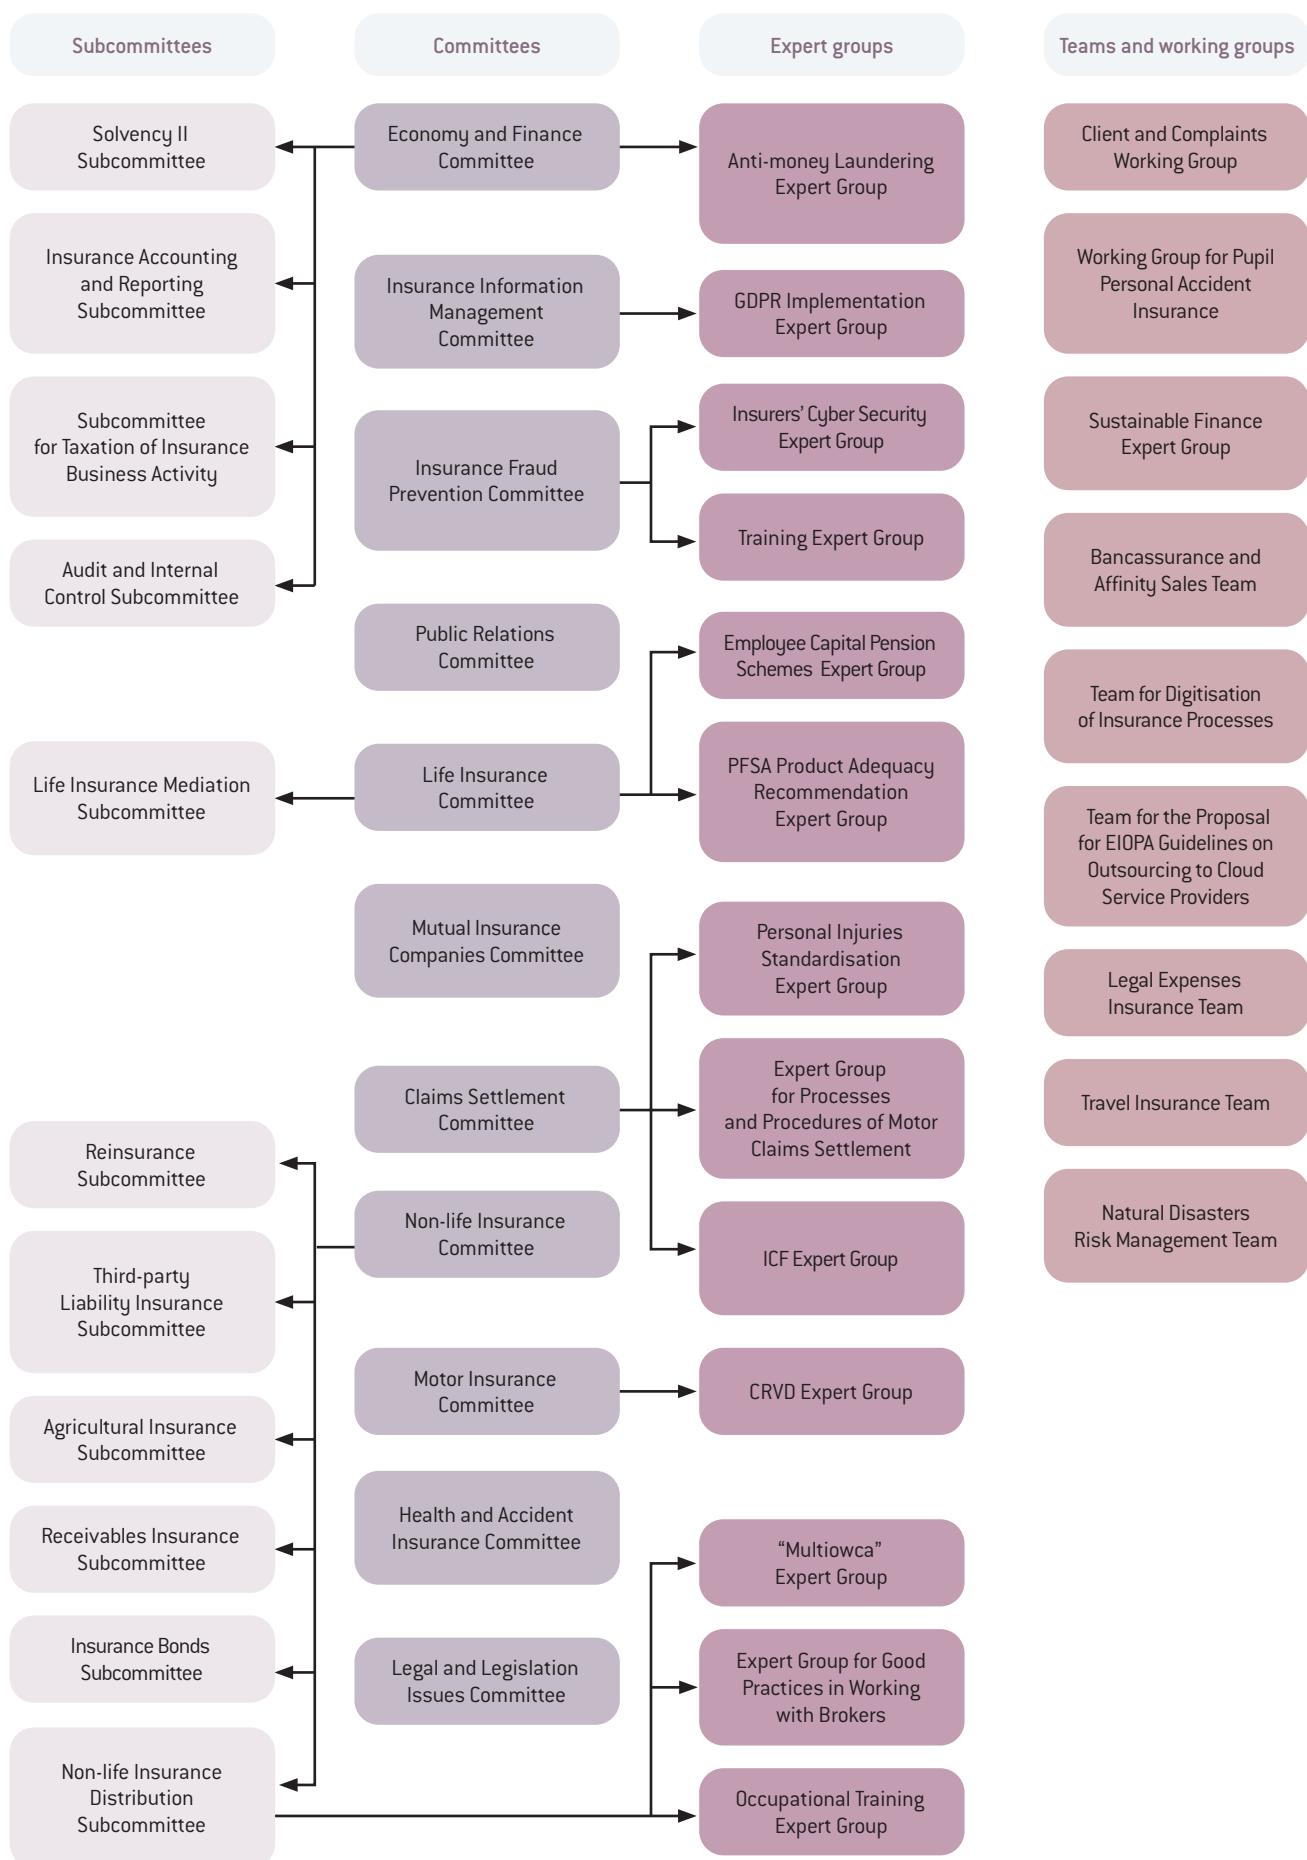 Subcommittees
Committees
Expert groups
Teams and working groups
Solvency II
Subcommittee
Insurance Accounting
and Reporting
Subcommittee
Subcommittee
for Taxation of Insurance
Business Activity
Audit and Internal
Control Subcommittee
Life Insurance Mediation
Subcommittee
Reinsurance
Subcommittee
Third-party
Liability Insurance
Subcommittee
Agricultural Insurance
Subcommittee
Receivables Insurance
Subcommittee
Insurance Bonds
Subcommittee
Non-life Insurance
Distribution
Subcommittee
Economy and Finance
Committee
Insurance Information
Management
Committee
Insurance Fraud
Prevention Committee
Public Relations
Committee
Life Insurance
Committee
Mutual Insurance
Companies Committee
Claims Settlement
Committee
Non-life Insurance
Committee
Motor Insurance
Committee
Health and Accident
Insurance Committee
Legal and Legislation
Issues Committee
Anti-money Laundering
Expert Group
GDPR Implementation
Expert Group
Insurers’ Cyber Security
Expert Group
Training Expert Group
Employee Capital Pension
Schemes Expert Group
PFSA Product Adequacy
Recommendation
Expert Group
Personal Injuries
Standardisation
Expert Group
Expert Group
for Processes
and Procedures of Motor
Claims Settlement
ICF Expert Group
CRVD Expert Group
“Multiowca”
Expert Group
Expert Group for Good
Practices in Working
with Brokers
Occupational Training
Expert Group
Client and Complaints
Working Group
Working Group for Pupil
Personal Accident
Insurance
Sustainable Finance
Expert Group
Bancassurance and
Affinity Sales Team
Team for Digitisation
of Insurance Processes
Team for the Proposal
for EIOPA Guidelines on
Outsourcing to Cloud
Service Providers
Legal Expenses
Insurance Team
Travel Insurance Team
Natural Disasters
Risk Management Team